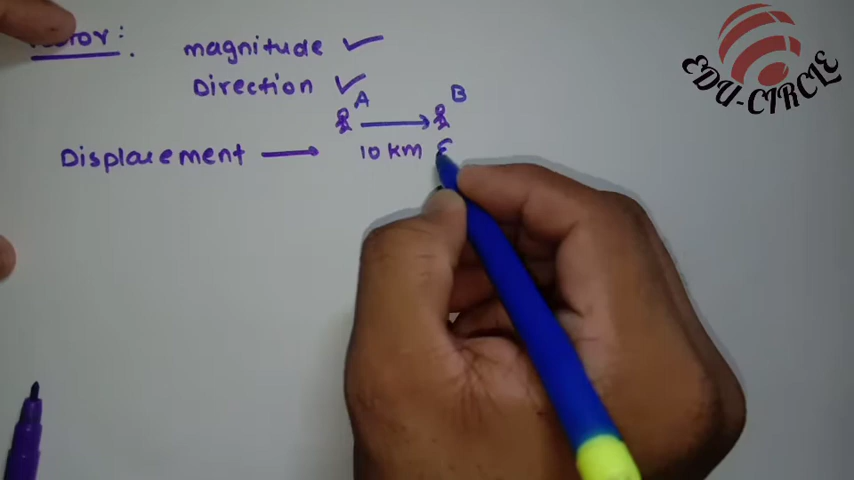 magnitude ✓
Direction ✓
A B
Displacement → 10 km E
EDU-CIRCLE